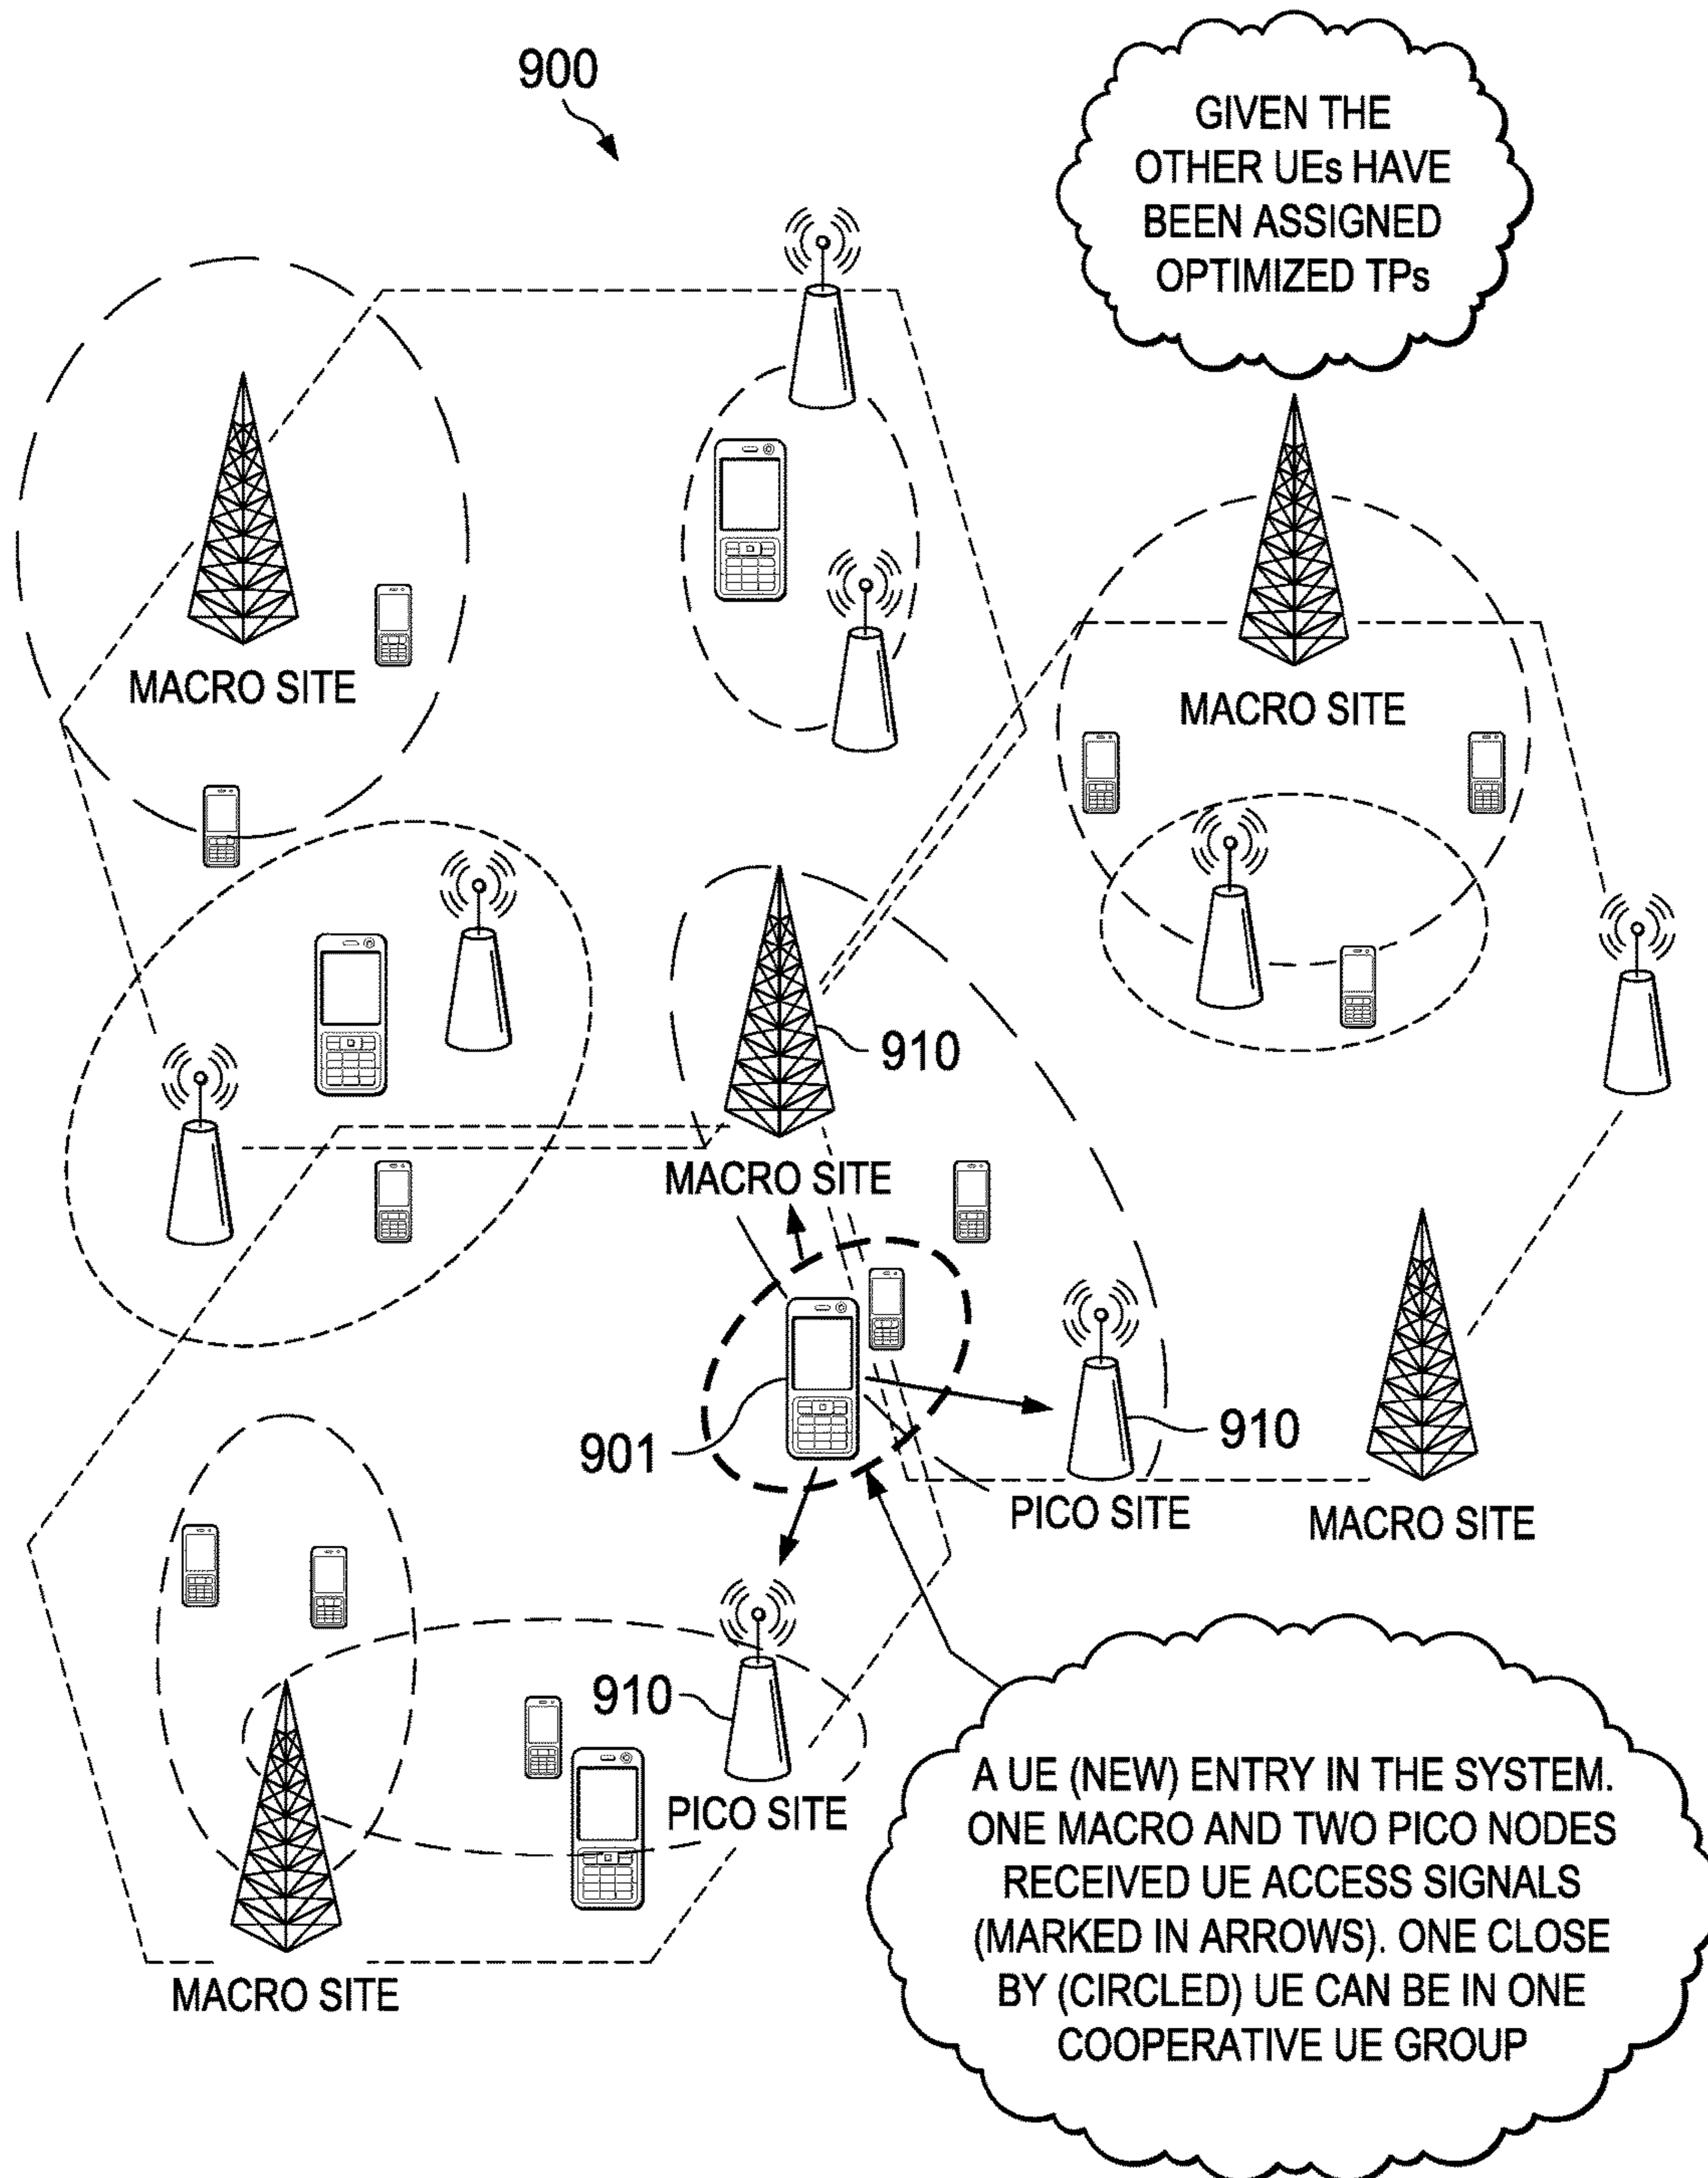 900
GIVEN THE
OTHER UEs HAVE
BEEN ASSIGNED
OPTIMIZED TPs
MACRO SITE
MACRO SITE
910
MACRO SITE
901
910
PICO SITE
MACRO SITE
910
PICO SITE
MACRO SITE
A UE (NEW) ENTRY IN THE SYSTEM.
ONE MACRO AND TWO PICO NODES
RECEIVED UE ACCESS SIGNALS
(MARKED IN ARROWS). ONE CLOSE
BY (CIRCLED) UE CAN BE IN ONE
COOPERATIVE UE GROUP